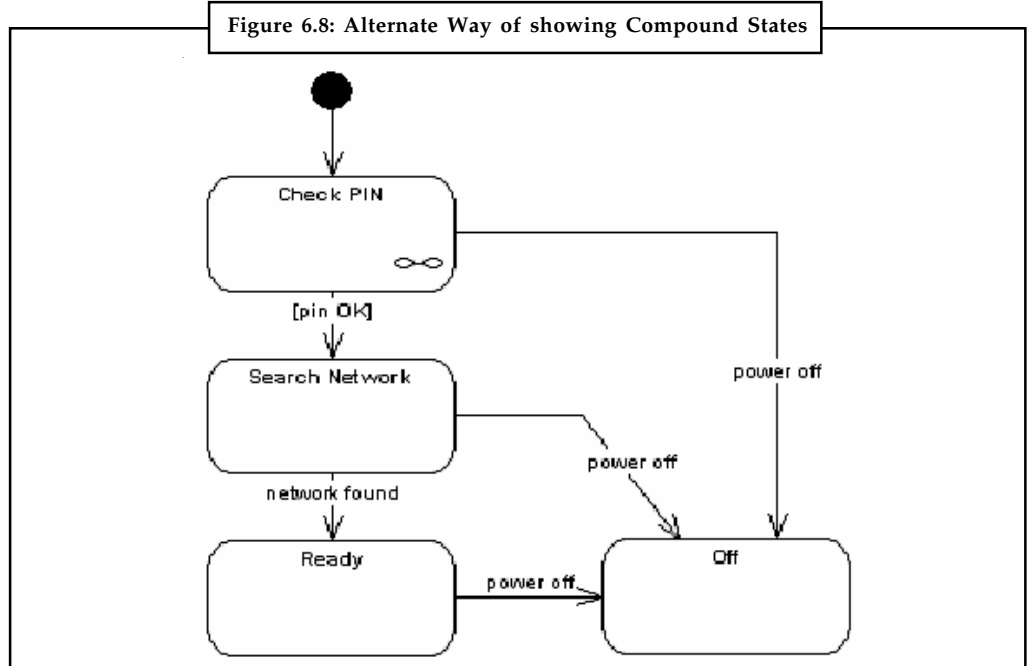 Figure 6.8: Alternate Way of showing Compound States
Check PIN
[pin OK]
Search Network
power off
power off
network found
Ready
Off
power off